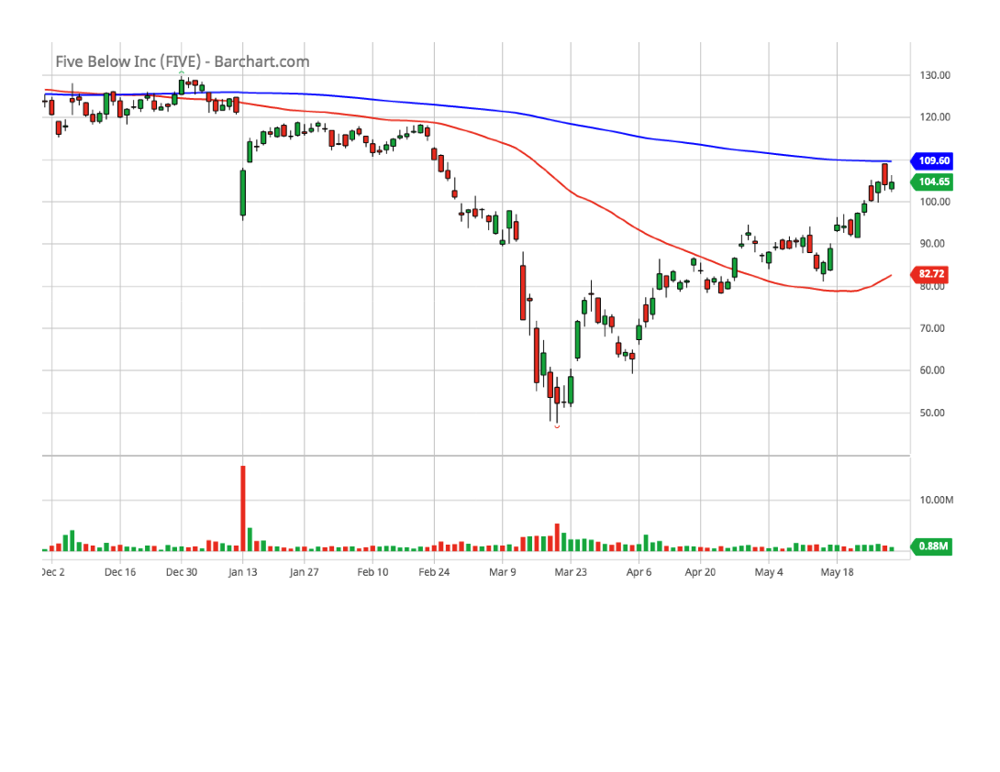 Five Below Inc (FIVE) - Barchart.com
130.00
120.00
109.60
104.65
100.00
90.00
82.72
80.00
70.00
60.00
50.00
10.00M
0.88M
Dec 2 Dec 16 Dec 30 Jan 13 Jan 27 Feb 10 Feb 24 Mar 9 Mar 23 Apr 6 Apr 20 May 4 May 18